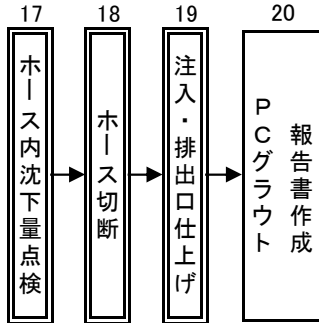 17
ホース内沈下量点検
18
ホース切断
19
注入・排出口仕上げ
20
PCグラウト
報告書作成